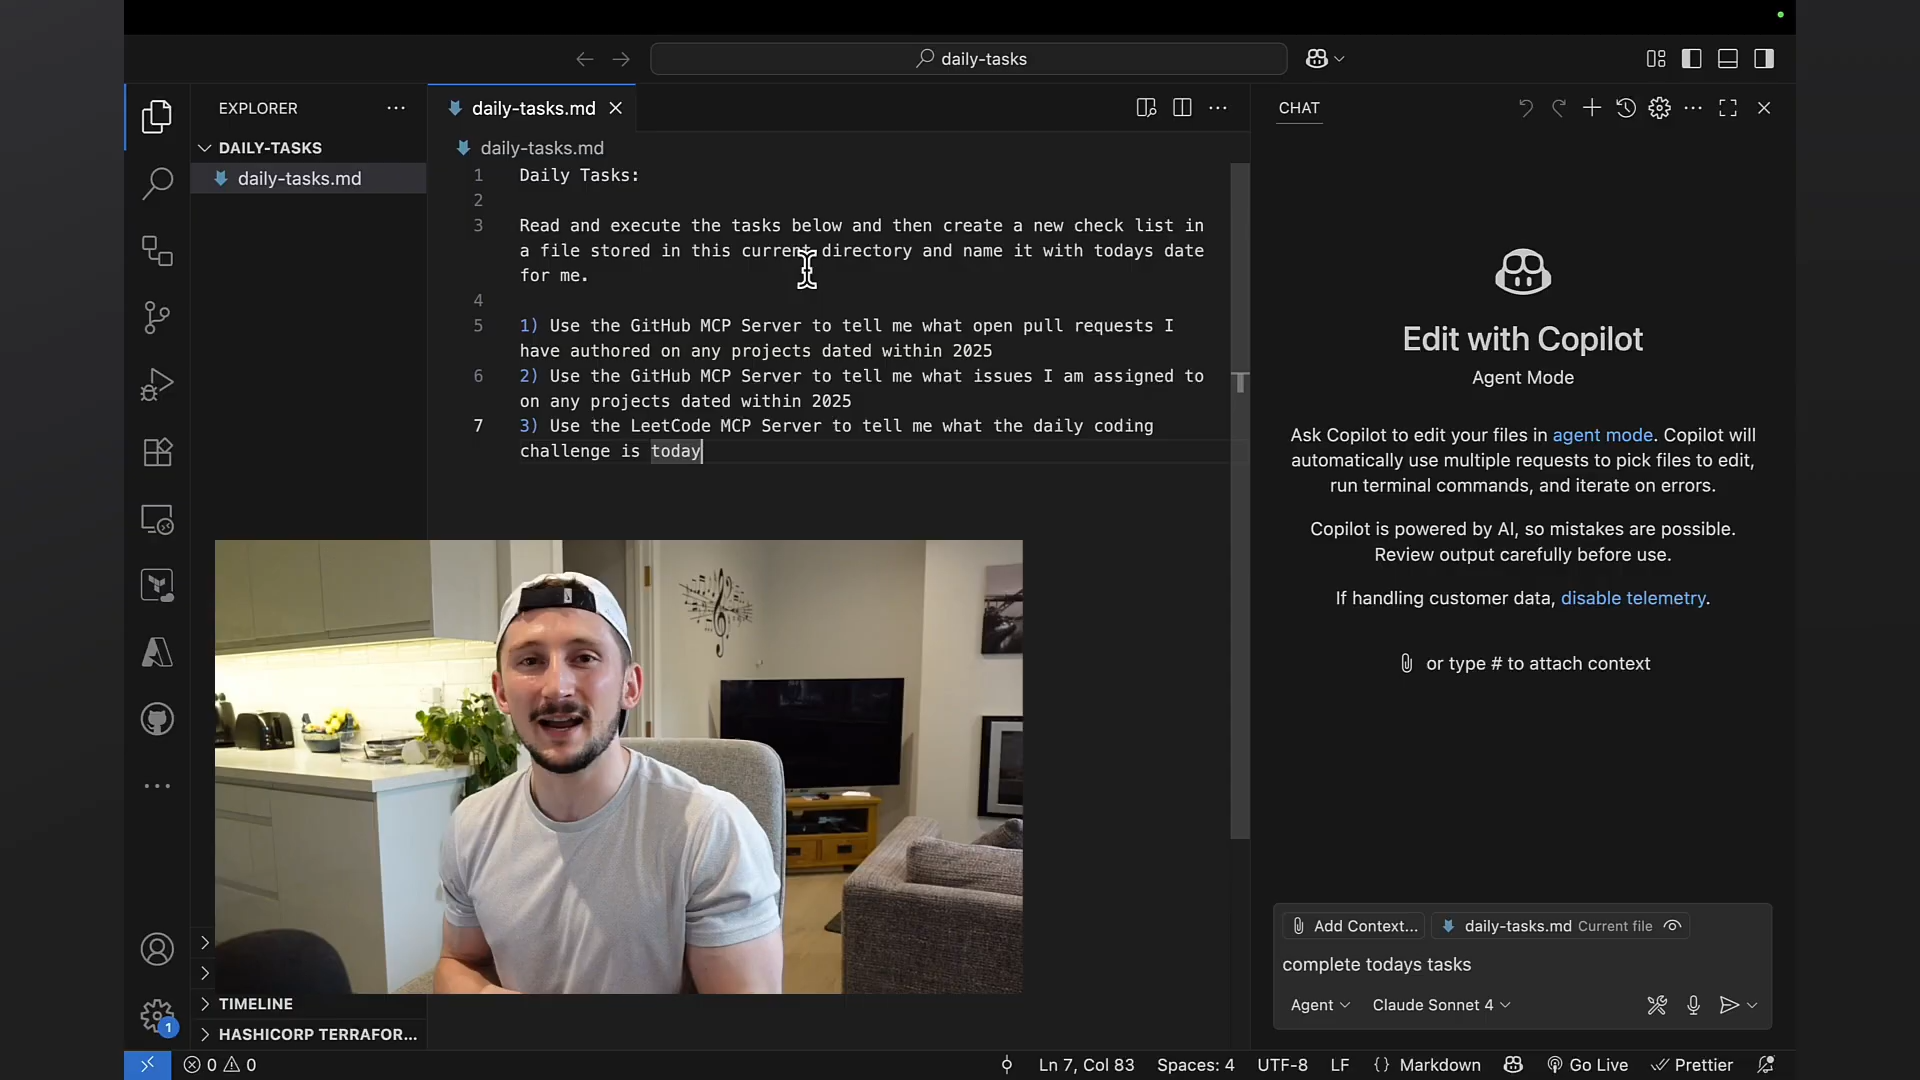 daily-tasks
EXPLORER
DAILY-TASKS
daily-tasks.md
TIMELINE
HASHICORP TERRAFOR...
1
daily-tasks.md
daily-tasks.md
1 Daily Tasks:
2
3 Read and execute the tasks below and then create a new check list in
a file stored in this current directory and name it with todays date
for me.
4
5 1) Use the GitHub MCP Server to tell me what open pull requests I
have authored on any projects dated within 2025
6 2) Use the GitHub MCP Server to tell me what issues I am assigned to
on any projects dated within 2025
7 3) Use the LeetCode MCP Server to tell me what the daily coding
challenge is today
CHAT
Edit with Copilot
Agent Mode
Ask Copilot to edit your files in agent mode. Copilot will
automatically use multiple requests to pick files to edit,
run terminal commands, and iterate on errors.
Copilot is powered by AI, so mistakes are possible.
Review output carefully before use.
If handling customer data, disable telemetry.
or type # to attach context
Add Context... daily-tasks.md Current file
complete todays tasks
Agent Claude Sonnet 4
0 0 Ln 7, Col 83 Spaces: 4 UTF-8 LF {} Markdown Go Live Prettier